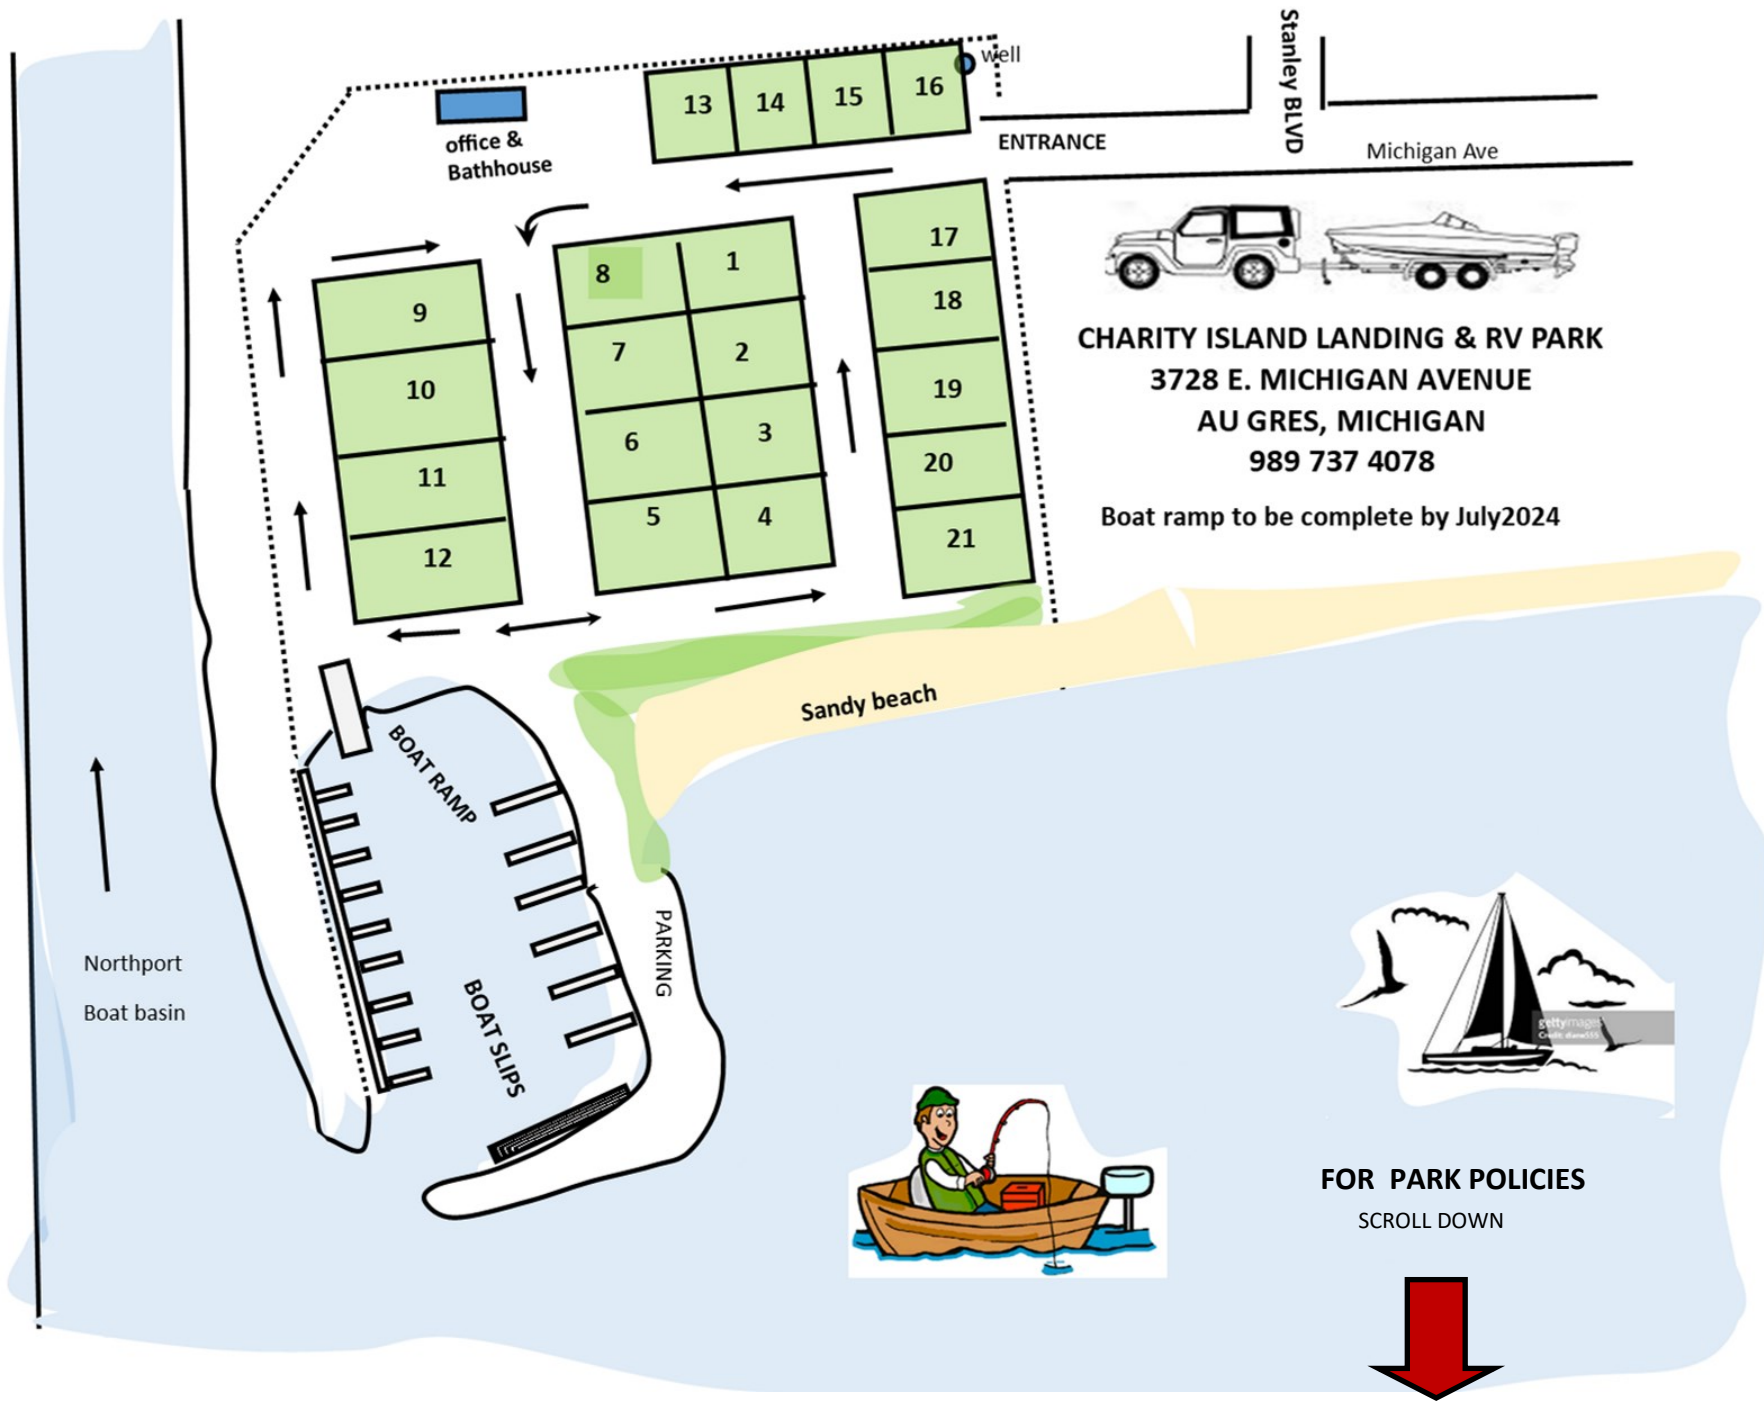 Stanley BLVD
well
13
14
15
16
office &
Bathhouse
ENTRANCE
Michigan Ave
17
18
19
20
21
8
1
7
2
6
3
5
4
9
10
11
12
CHARITY ISLAND LANDING & RV PARK
3728 E. MICHIGAN AVENUE
AU GRES, MICHIGAN
989 737 4078
Boat ramp to be complete by July2024
Sandy beach
BOAT RAMP
PARKING
BOAT SLIPS
Northport
Boat basin
gettyimages
Credit: diane555
FOR PARK POLICIES
SCROLL DOWN